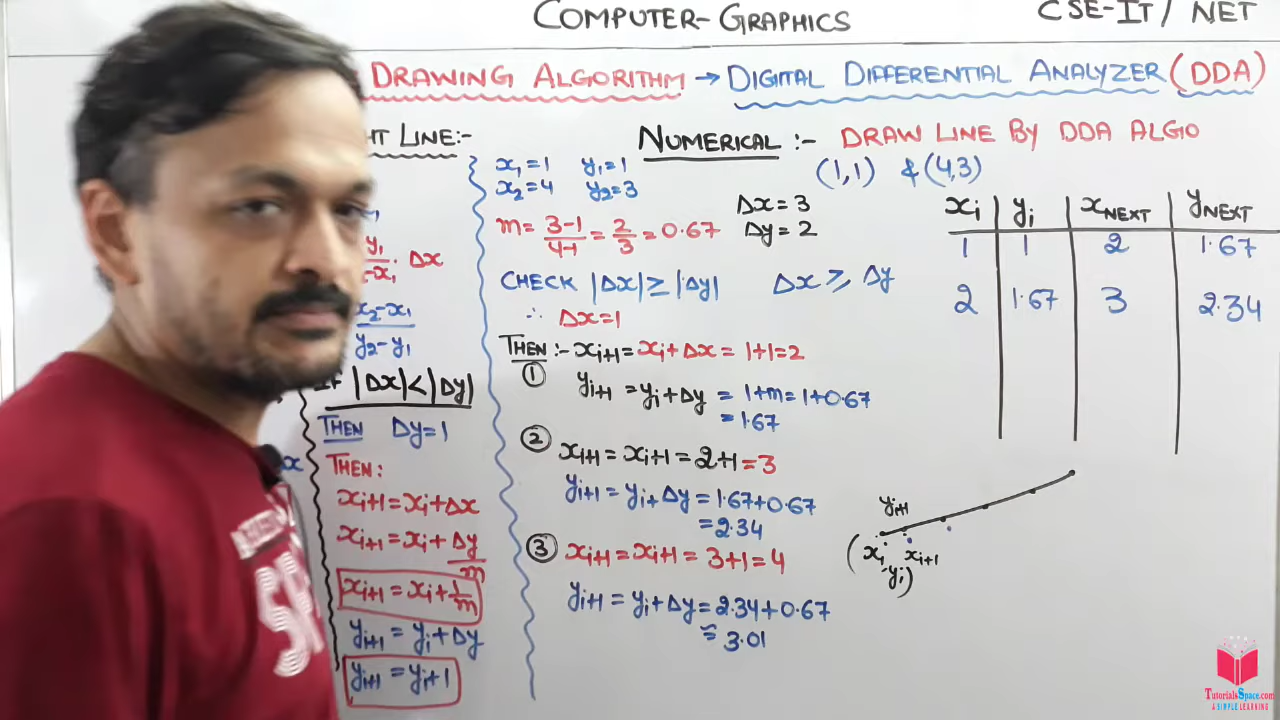 COMPUTER-GRAPHICS
CSE-IT/ NET
DRAWING ALGORITHM → DIGITAL DIFFERENTIAL ANALYZER (DDA)
HT LINE:-
y₁
-x₁ . Δx
x₂-x₁
y₂-y₁
If |Δx|<|Δy|
THEN Δy=1
THEN:
xᵢ+1=xᵢ+Δx
xᵢ+1=xᵢ+Δy/m
xᵢ+1=xᵢ+1/m
yᵢ+1=yᵢ+Δy
yᵢ+1=yᵢ+1
NUMERICAL :- DRAW LINE BY DDA ALGO
(1,1) & (4,3)
x₁=1 y₁=1
x₂=4 y₂=3
m=3-1/4-1=2/3=0.67
Δx=3
Δy=2
CHECK |Δx|≥|Δy| Δx ≥ Δy
∴ Δx=1
THEN:- xᵢ+1=xᵢ+Δx=1+1=2
① yᵢ+1=yᵢ+Δy=1+m=1+0.67
=1.67
② xᵢ+1=xᵢ+1=2+1=3
yᵢ+1=yᵢ+Δy=1.67+0.67
=2.34
③ xᵢ+1=xᵢ+1=3+1=4
yᵢ+1=yᵢ+Δy=2.34+0.67
≅3.01
xᵢ yᵢ xNEXT yNEXT
1 1 2 1.67
2 1.67 3 2.34
yᵢ+1
(xᵢ xᵢ+1
yᵢ)
TutorialsSpace.com
A SIMPLE LEARNING